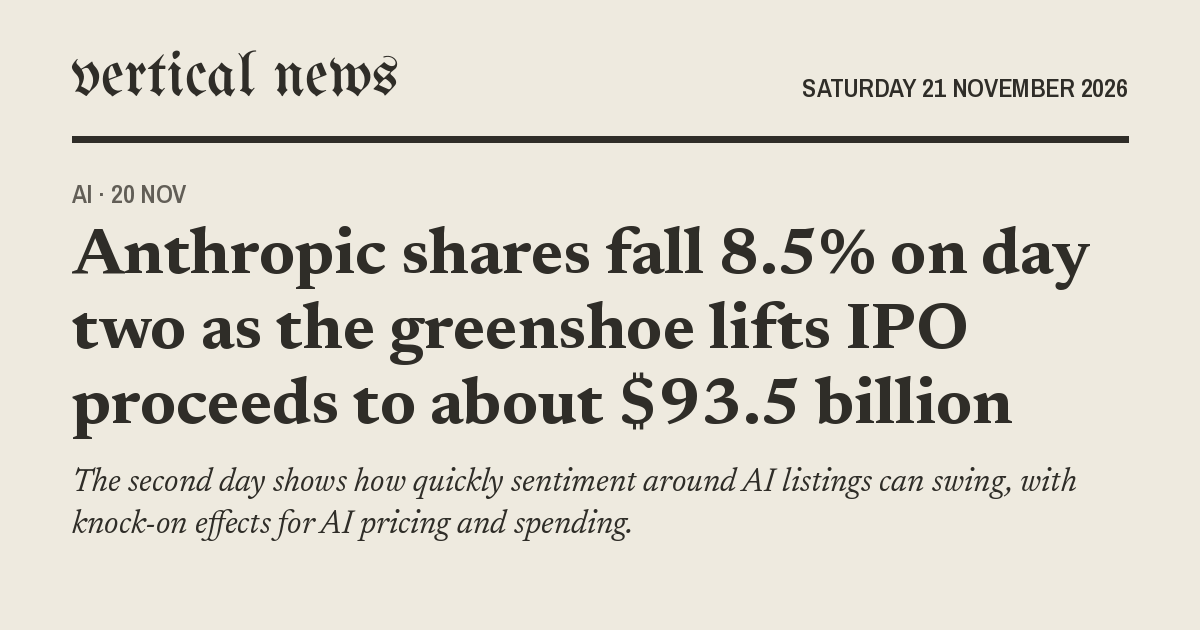 vertical news
SATURDAY 21 NOVEMBER 2026
AI · 20 NOV
Anthropic shares fall 8.5% on day
two as the greenshoe lifts IPO
proceeds to about $93.5 billion
The second day shows how quickly sentiment around AI listings can swing, with
knock-on effects for AI pricing and spending.